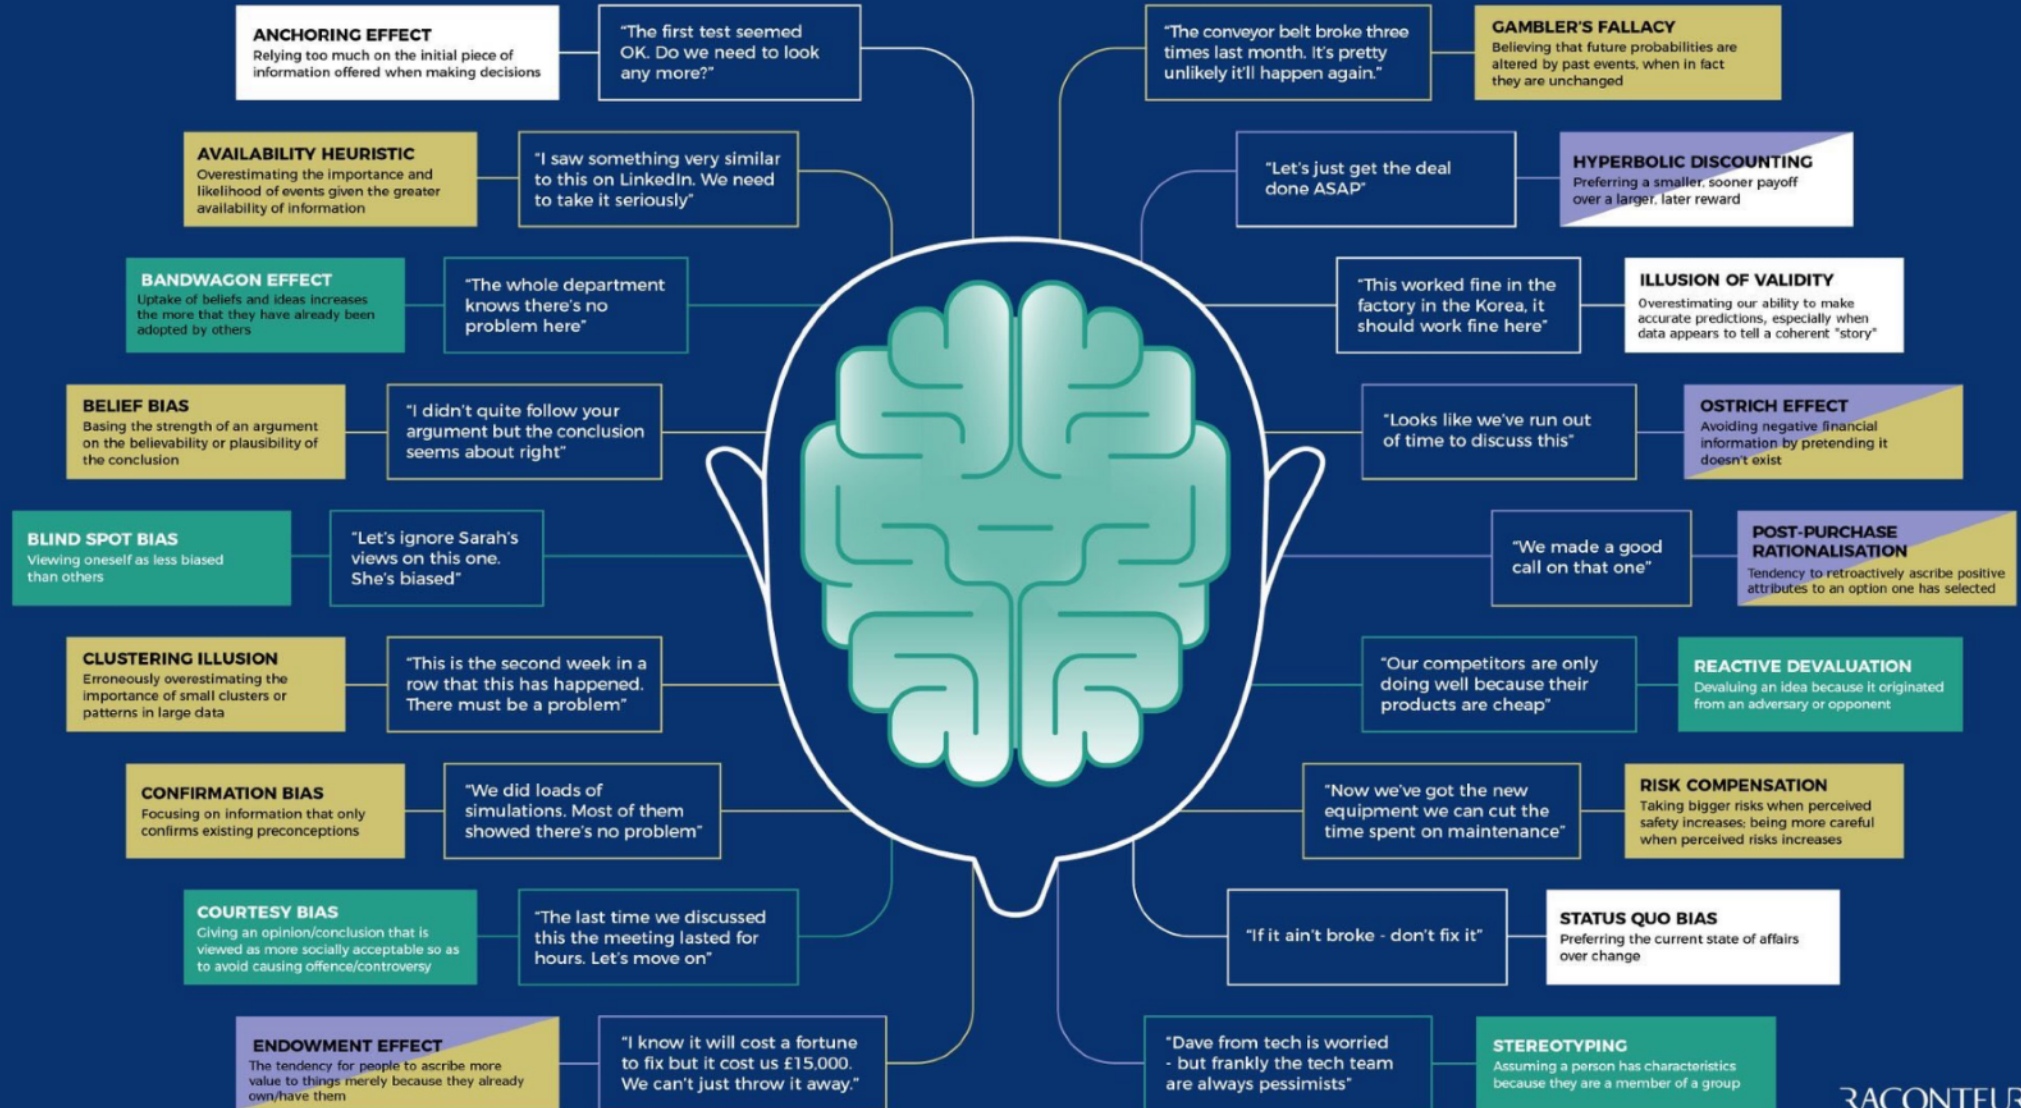 ANCHORING EFFECT
Relying too much on the initial piece of
information offered when making decisions
"The first test seemed
OK. Do we need to look
any more?"
AVAILABILITY HEURISTIC
Overestimating the importance and
likelihood of events given the greater
availability of information
"I saw something very similar
to this on LinkedIn. We need
to take it seriously"
BANDWAGON EFFECT
Uptake of beliefs and ideas increases
the more that they have already been
adopted by others
"The whole department
knows there's no
problem here"
BELIEF BIAS
Basing the strength of an argument
on the believability or plausibility of
the conclusion
"I didn't quite follow your
argument but the conclusion
seems about right"
BLIND SPOT BIAS
Viewing oneself as less biased
than others
"Let's ignore Sarah's
views on this one.
She's biased"
CLUSTERING ILLUSION
Erroneously overestimating the
importance of small clusters or
patterns in large data
"This is the second week in a
row that this has happened.
There must be a problem"
CONFIRMATION BIAS
Focusing on information that only
confirms existing preconceptions
"We did loads of
simulations. Most of them
showed there's no problem"
COURTESY BIAS
Giving an opinion/conclusion that is
viewed as more socially acceptable so as
to avoid causing offence/controversy
"The last time we discussed
this the meeting lasted for
hours. Let's move on"
ENDOWMENT EFFECT
The tendency for people to ascribe more
value to things merely because they already
own/have them
"I know it will cost a fortune
to fix but it cost us £15,000.
We can't just throw it away."
"The conveyor belt broke three
times last month. It's pretty
unlikely it'll happen again."
GAMBLER'S FALLACY
Believing that future probabilities are
altered by past events, when in fact
they are unchanged
"Let's just get the deal
done ASAP"
HYPERBOLIC DISCOUNTING
Preferring a smaller, sooner payoff
over a larger, later reward
"This worked fine in the
factory in the Korea, it
should work fine here"
ILLUSION OF VALIDITY
Overestimating our ability to make
accurate predictions, especially when
data appears to tell a coherent "story"
"Looks like we've run out
of time to discuss this"
OSTRICH EFFECT
Avoiding negative financial
information by pretending it
doesn't exist
"We made a good
call on that one"
POST-PURCHASE
RATIONALISATION
Tendency to retroactively ascribe positive
attributes to an option one has selected
"Our competitors are only
doing well because their
products are cheap"
REACTIVE DEVALUATION
Devaluing an idea because it originated
from an adversary or opponent
"Now we've got the new
equipment we can cut the
time spent on maintenance"
RISK COMPENSATION
Taking bigger risks when perceived
safety increases; being more careful
when perceived risks increases
"If it ain't broke - don't fix it"
STATUS QUO BIAS
Preferring the current state of affairs
over change
"Dave from tech is worried
- but frankly the tech team
are always pessimists"
STEREOTYPING
Assuming a person has characteristics
because they are a member of a group
RACONTEUR